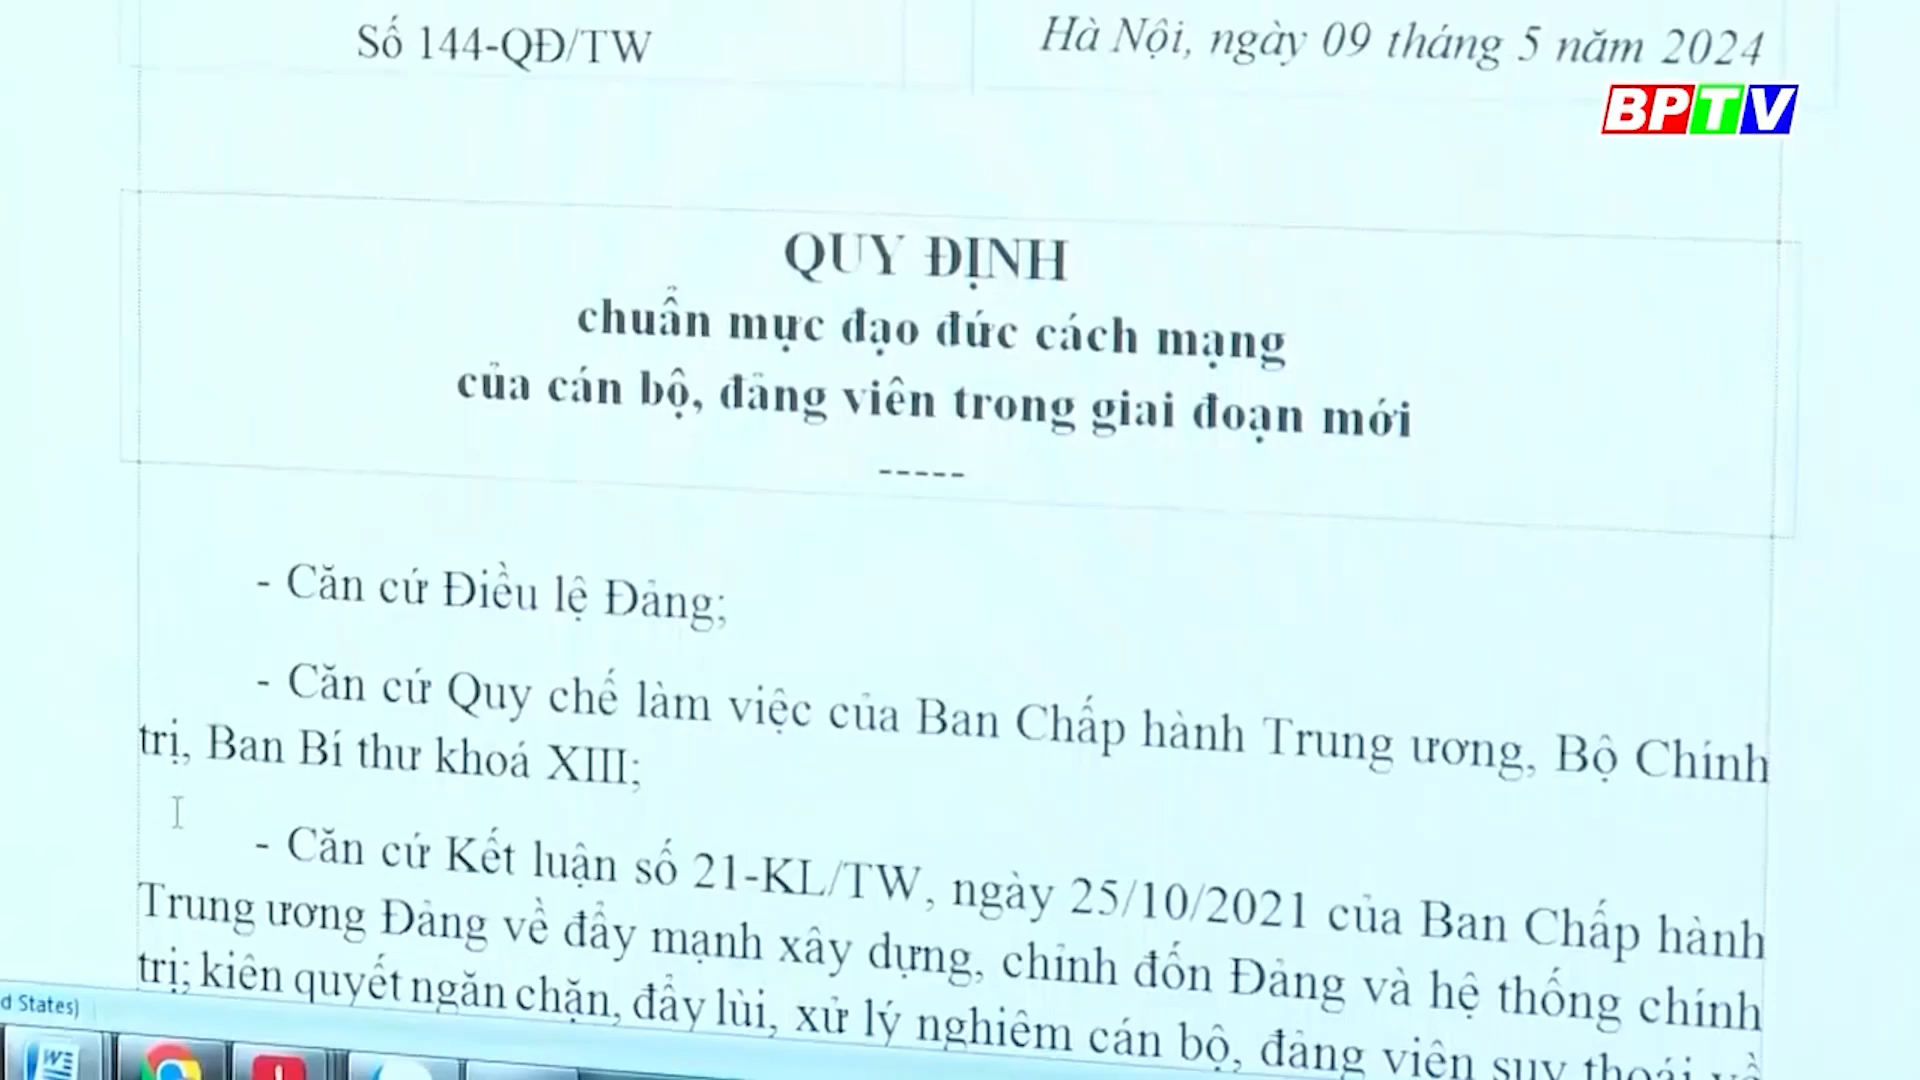 Số 144-QĐ/TW
Hà Nội, ngày 09 tháng 5 năm 2024
BPTV
QUY ĐỊNH
chuẩn mực đạo đức cách mạng
của cán bộ, đảng viên trong giai đoạn mới
-----
- Căn cứ Điều lệ Đảng;
- Căn cứ Quy chế làm việc của Ban Chấp hành Trung ương, Bộ Chính
trị, Ban Bí thư khoá XIII;
- Căn cứ Kết luận số 21-KL/TW, ngày 25/10/2021 của Ban Chấp hành
Trung ương Đảng về đẩy mạnh xây dựng, chỉnh đốn Đảng và hệ thống chính
trị; kiên quyết ngăn chặn, đẩy lùi, xử lý nghiêm cán bộ, đảng viên suy thoái về
d States)